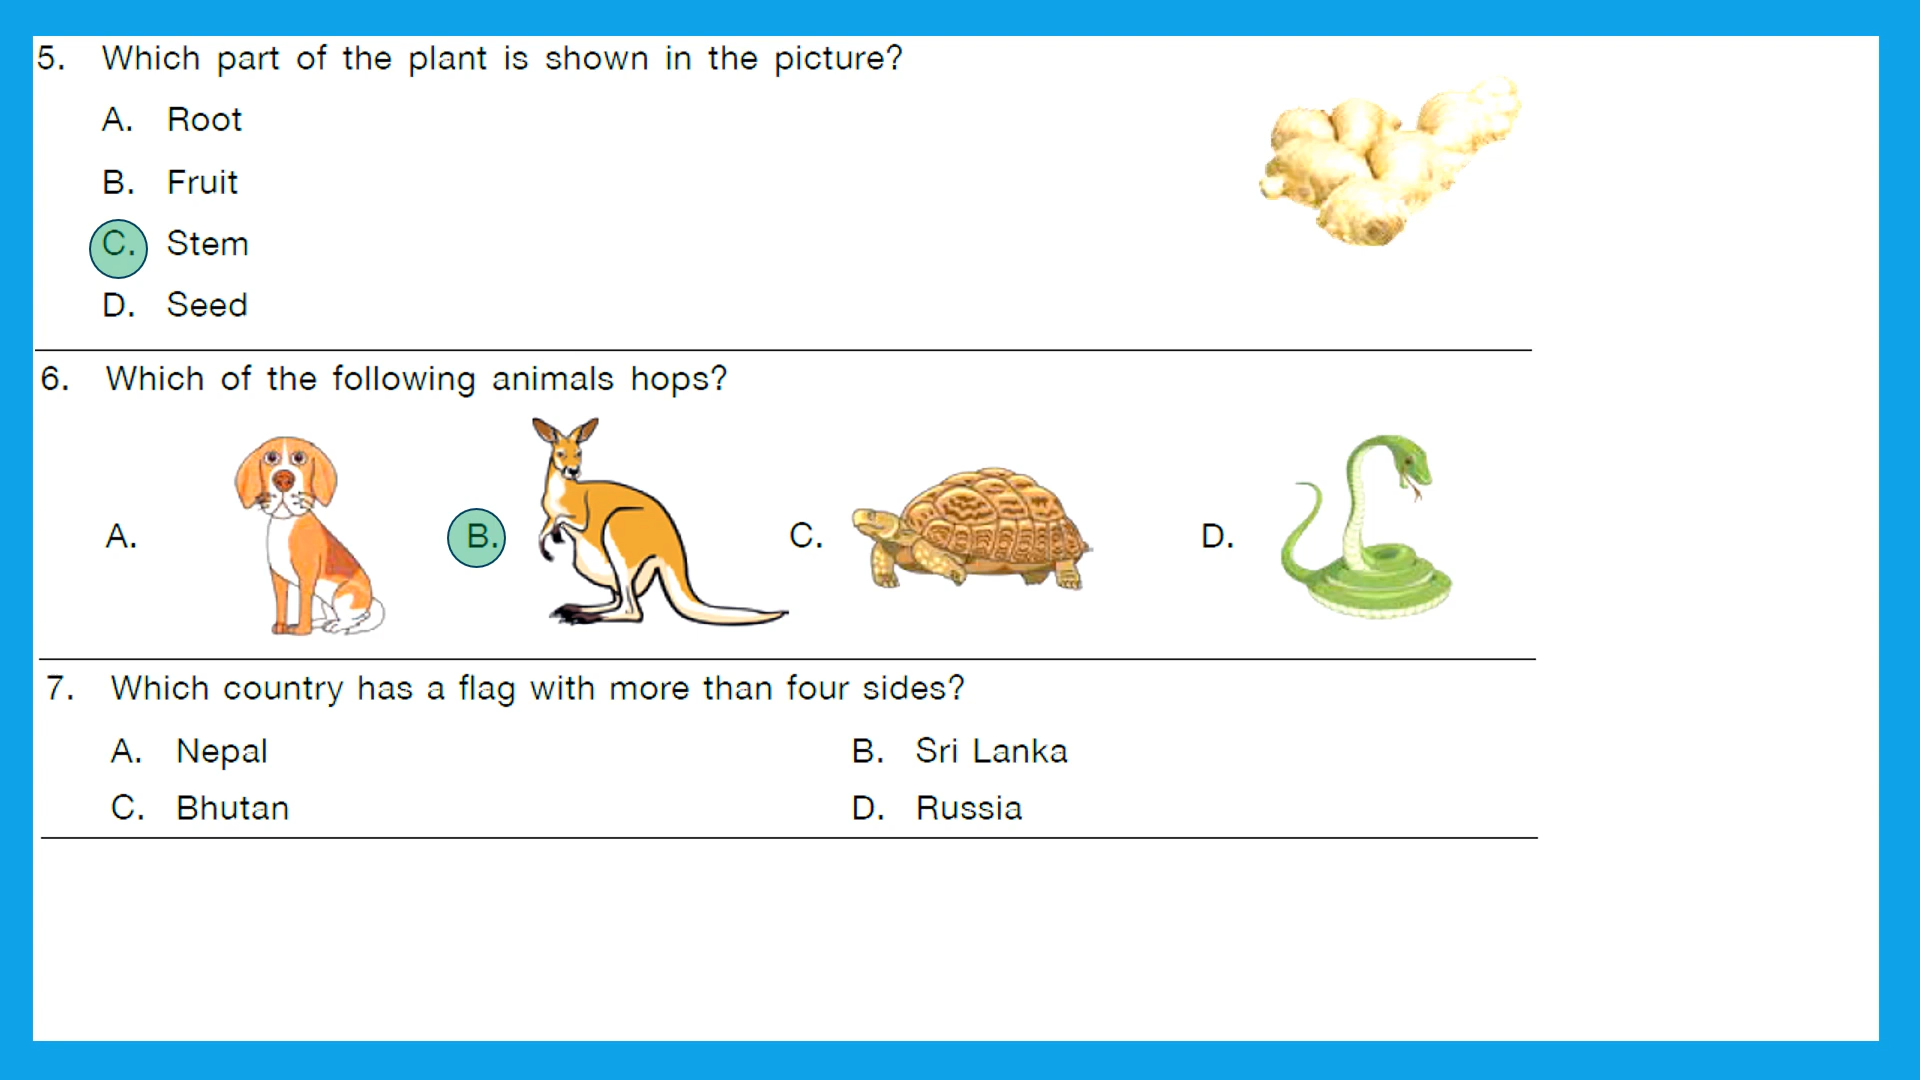 5. Which part of the plant is shown in the picture?
A. Root
B. Fruit
C. Stem
D. Seed
6. Which of the following animals hops?
A. B. C. D.
7. Which country has a flag with more than four sides?
A. Nepal B. Sri Lanka
C. Bhutan D. Russia